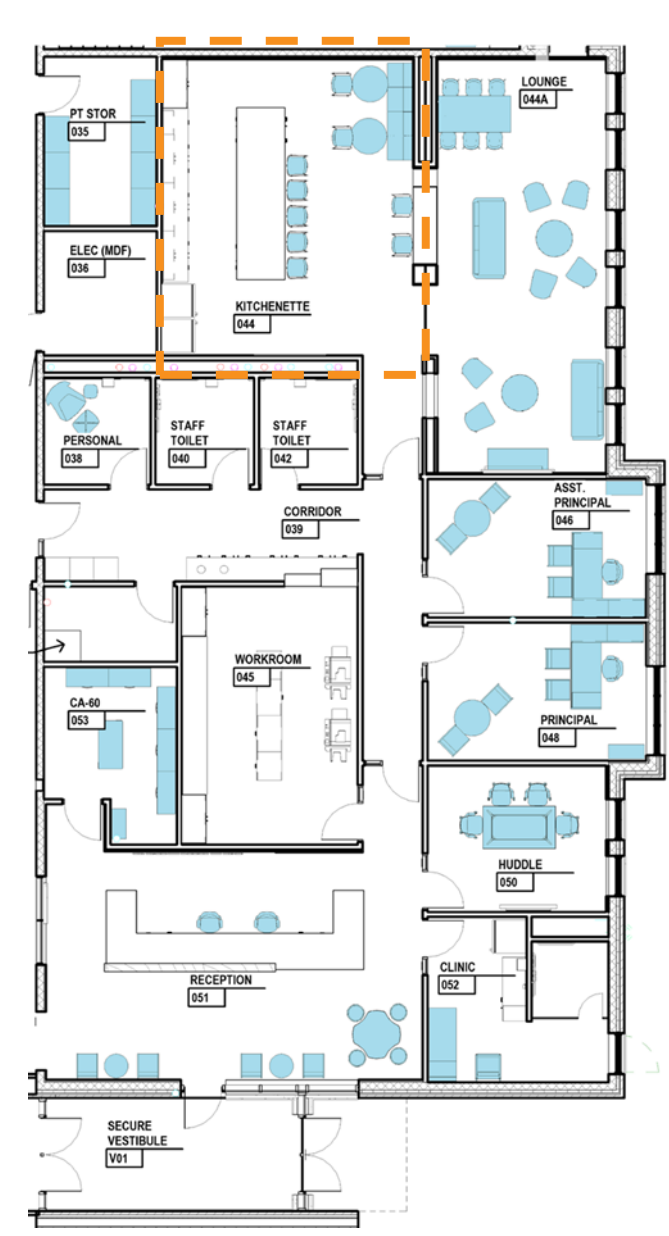 LOUNGE
044A
PT STOR
035
ELEC (MDF)
036
KITCHENETTE
044
PERSONAL
038
STAFF
TOILET
040
STAFF
TOILET
042
CORRIDOR
039
ASST.
PRINCIPAL
046
WORKROOM
045
CA-60
053
PRINCIPAL
048
HUDDLE
050
CLINIC
052
RECEPTION
051
SECURE
VESTIBULE
V01